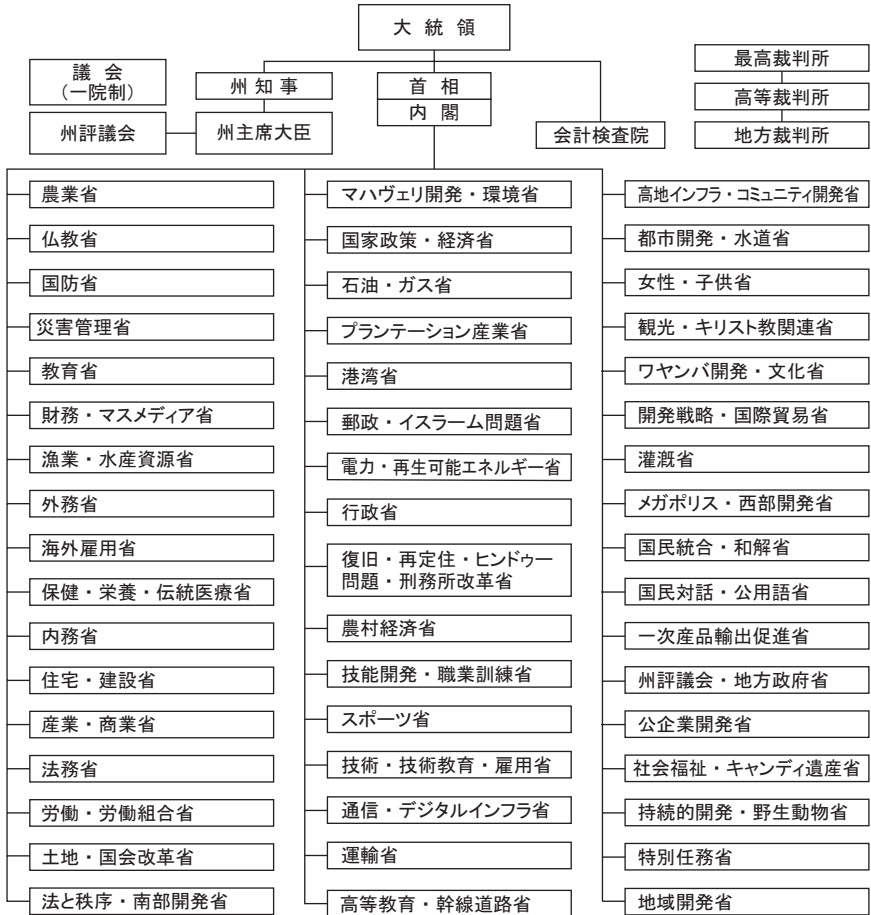 大統領
議会
（一院制）
州知事
首相
内閣
最高裁判所
高等裁判所
地方裁判所
州評議会
州主席大臣
会計検査院
農業省
仏教省
国防省
災害管理省
教育省
財務・マスメディア省
漁業・水産資源省
外務省
海外雇用省
保健・栄養・伝統医療省
内務省
住宅・建設省
産業・商業省
法務省
労働・労働組合省
土地・国会改革省
法と秩序・南部開発省
マハヴェリ開発・環境省
国家政策・経済省
石油・ガス省
プランテーション産業省
港湾省
郵政・イスラーム問題省
電力・再生可能エネルギー省
行政省
復旧・再定住・ヒンドゥー
問題・刑務所改革省
農村経済省
技能開発・職業訓練省
スポーツ省
技術・技術教育・雇用省
通信・デジタルインフラ省
運輸省
高等教育・幹線道路省
高地インフラ・コミュニティ開発省
都市開発・水道省
女性・子供省
観光・キリスト教関連省
ワヤンバ開発・文化省
開発戦略・国際貿易省
灌漑省
メガポリス・西部開発省
国民統合・和解省
国民対話・公用語省
一次産品輸出促進省
州評議会・地方政府省
公企業開発省
社会福祉・キャンディ遺産省
持続的開発・野生動物省
特別任務省
地域開発省